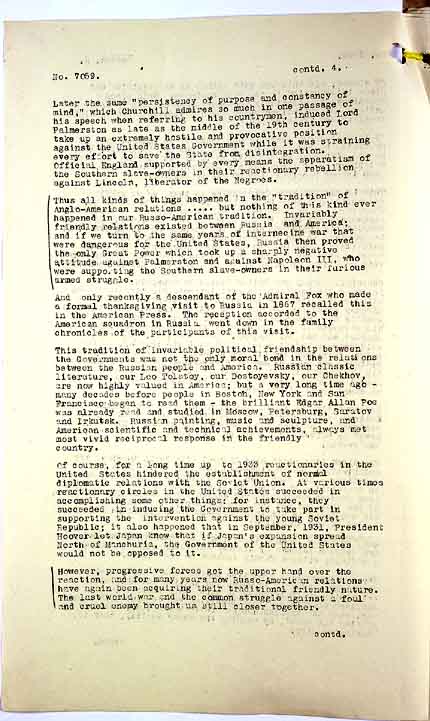 contd. 4.
No. 7059.
Later the same "persistency of purpose and constancy of
mind," which Churchill admires so much in one passage of
his speech when referring to his countrymen, induced Lord
Palmerston as late as the middle of the 19th century to
take up an extremely hostile and provocative position
against the United States Government while it was straining
every effort to save the State from disintegration.
Official England supported by every means the separatism of
the Southern slave-owners in their reactionary rebellion
against Lincoln, liberator of the Negroes.
Thus all kinds of things happened in the "tradition" of
Anglo-American relations ..... but nothing of this kind ever
happened in our Russo-American tradition. Invariably
friendly relations existed between Russia and America;
and if we turn to the same years of internecine war that
were dangerous for the United States, Russia then proved
the only Great Power which took up a sharply negative
attitude against Palmerston and against Napoleon III, who
were supporting the Southern slave-owners in their furious
armed struggle.
And only recently a descendant of the Admiral Fox who made
a formal thanksgiving visit to Russia in 1867 recalled this
in the American Press. The reception accorded to the
American squadron in Russia went down in the family
chronicles of the participants of this visit.
This tradition of invariable political friendship between
the Governments was not the only moral bond in the relations
between the Russian people and America. Russian classic
literature, our Leo Tolstoy, our Dostoyevsky, our Chekhov,
are now highly valued in America; but a very long time ago -
many decades before people in Boston, New York and San
Francisco began to read them - the brilliant Edgar Allan Poe
was already read and studied in Moscow, Petersburg, Saratov
and Irkutsk. Russian painting, music and sculpture, and
American scientific and technical achievements, always met
most vivid reciprocal response in the friendly
country.
Of course, for a long time up to 1933 reactionaries in the
United States hindered the establishment of normal
diplomatic relations with the Soviet Union. At various times
reactionary circles in the United States succeeded in
accomplishing some other things; for instance, they
succeeded in inducing the Government to take part in
supporting the intervention against the young Soviet
Republic; it also happened that in September, 1931, President
Hoover let Japan know that if Japan's expansion spread
North of Manchuria, the Government of the United States
would not be opposed to it.
However, progressive forces got the upper hand over the
reaction, and for many years now Russo-American relations
have again been acquiring their traditional friendly nature.
The last world war and the common struggle against a foul
and cruel enemy brought us still closer together.
contd.